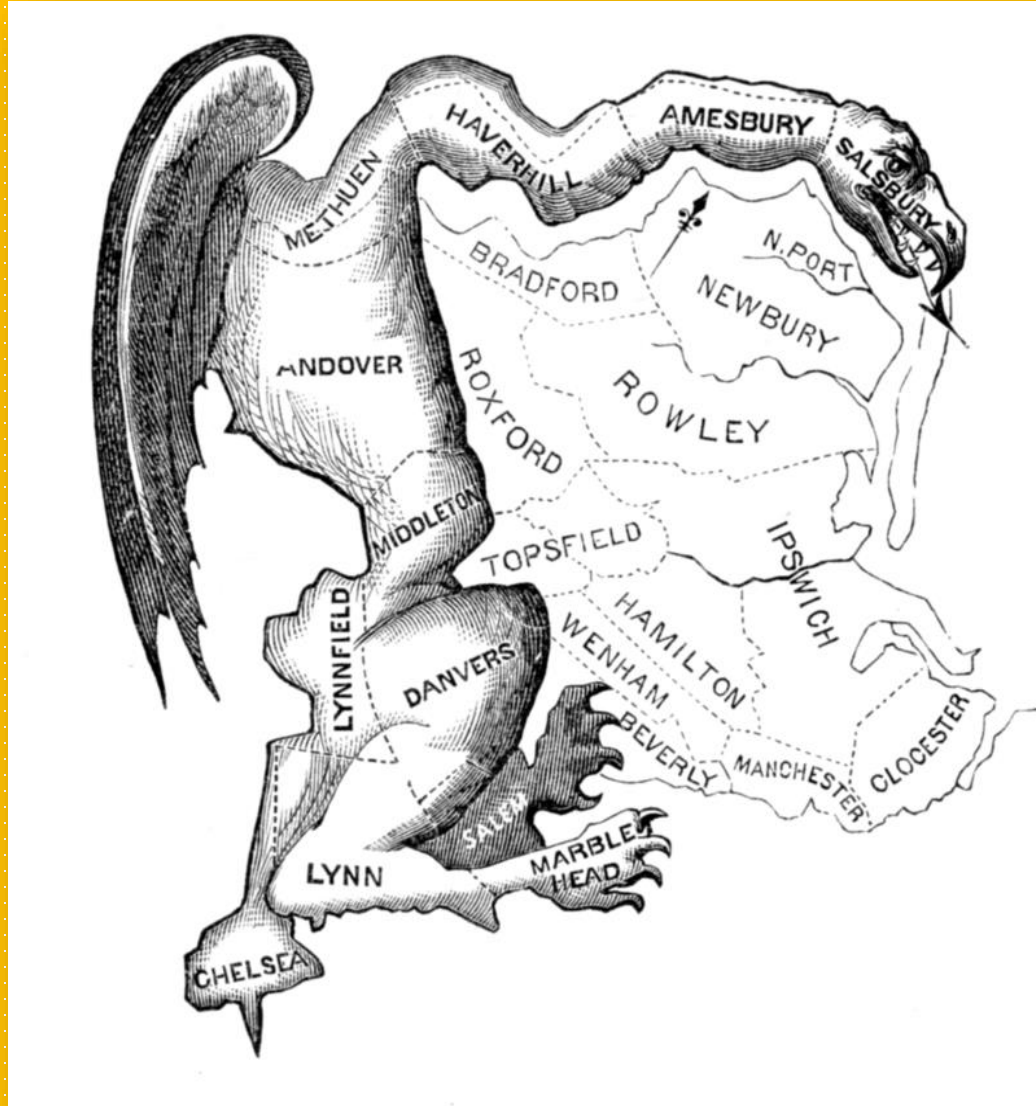 AMESBURY
HAVERHILL
SALSBURY
METHUEN
N.PORT
BRADFORD
NEWBURY
ANDOVER
ROXFORD
ROWLEY
MIDDLETON
TOPSFIELD
IPSWICH
LYNNFIELD
HAMILTON
WENHAM
DANVERS
BEVERLY
MANCHESTER
CLOCESTER
SALEM
MARBLE
HEAD
LYNN
CHELSEA